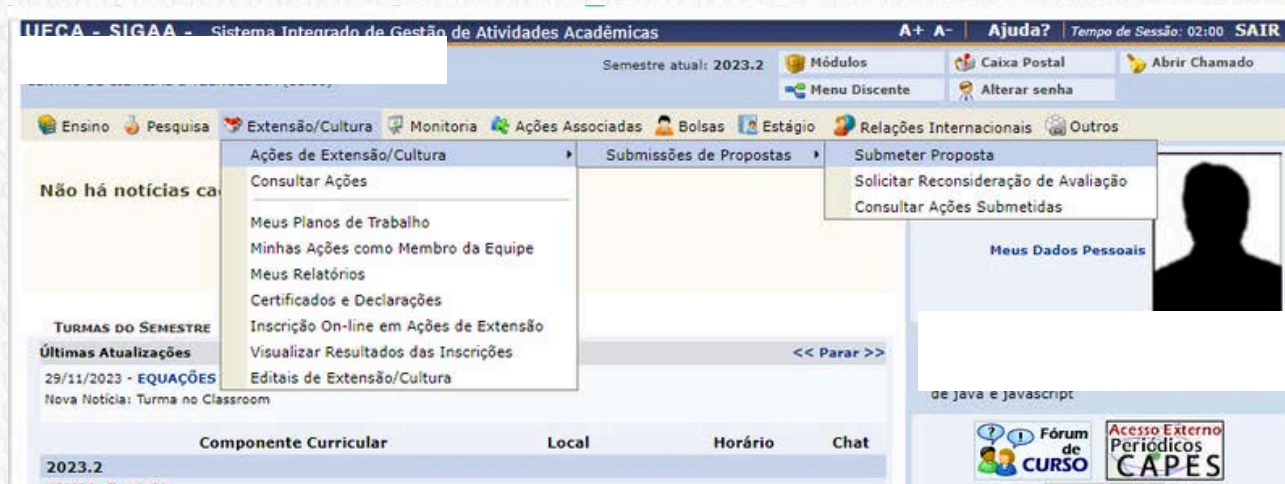 UFCA - SIGAA - Sistema Integrado de Gestão de Atividades Acadêmicas
A+ A- | Ajuda? | Tempo de Sessão: 02:00 SAIR
Semestre atual: 2023.2
Módulos
Caixa Postal
Abrir Chamado
Menu Discente
Alterar senha
Ensino
Pesquisa
Extensão/Cultura
Monitoria
Ações Associadas
Bolsas
Estágio
Relações Internacionais
Outros
Ações de Extensão/Cultura
Consultar Ações
Meus Planos de Trabalho
Minhas Ações como Membro da Equipe
Meus Relatórios
Certificados e Declarações
Inscrição On-line em Ações de Extensão
Visualizar Resultados das Inscrições
Editais de Extensão/Cultura
Submissões de Propostas
Submeter Proposta
Solicitar Reconsideração de Avaliação
Consultar Ações Submetidas
Não há notícias ca
Meus Dados Pessoais
TURMAS DO SEMESTRE
Últimas Atualizações
<< Parar >>
29/11/2023 - EQUAÇÕES
Nova Notícia: Turma no Classroom
de java e javascript
Componente Curricular
Local
Horário
Chat
2023.2
Fórum
de
CURSO
Acesso Externo
Periódicos
CAPES